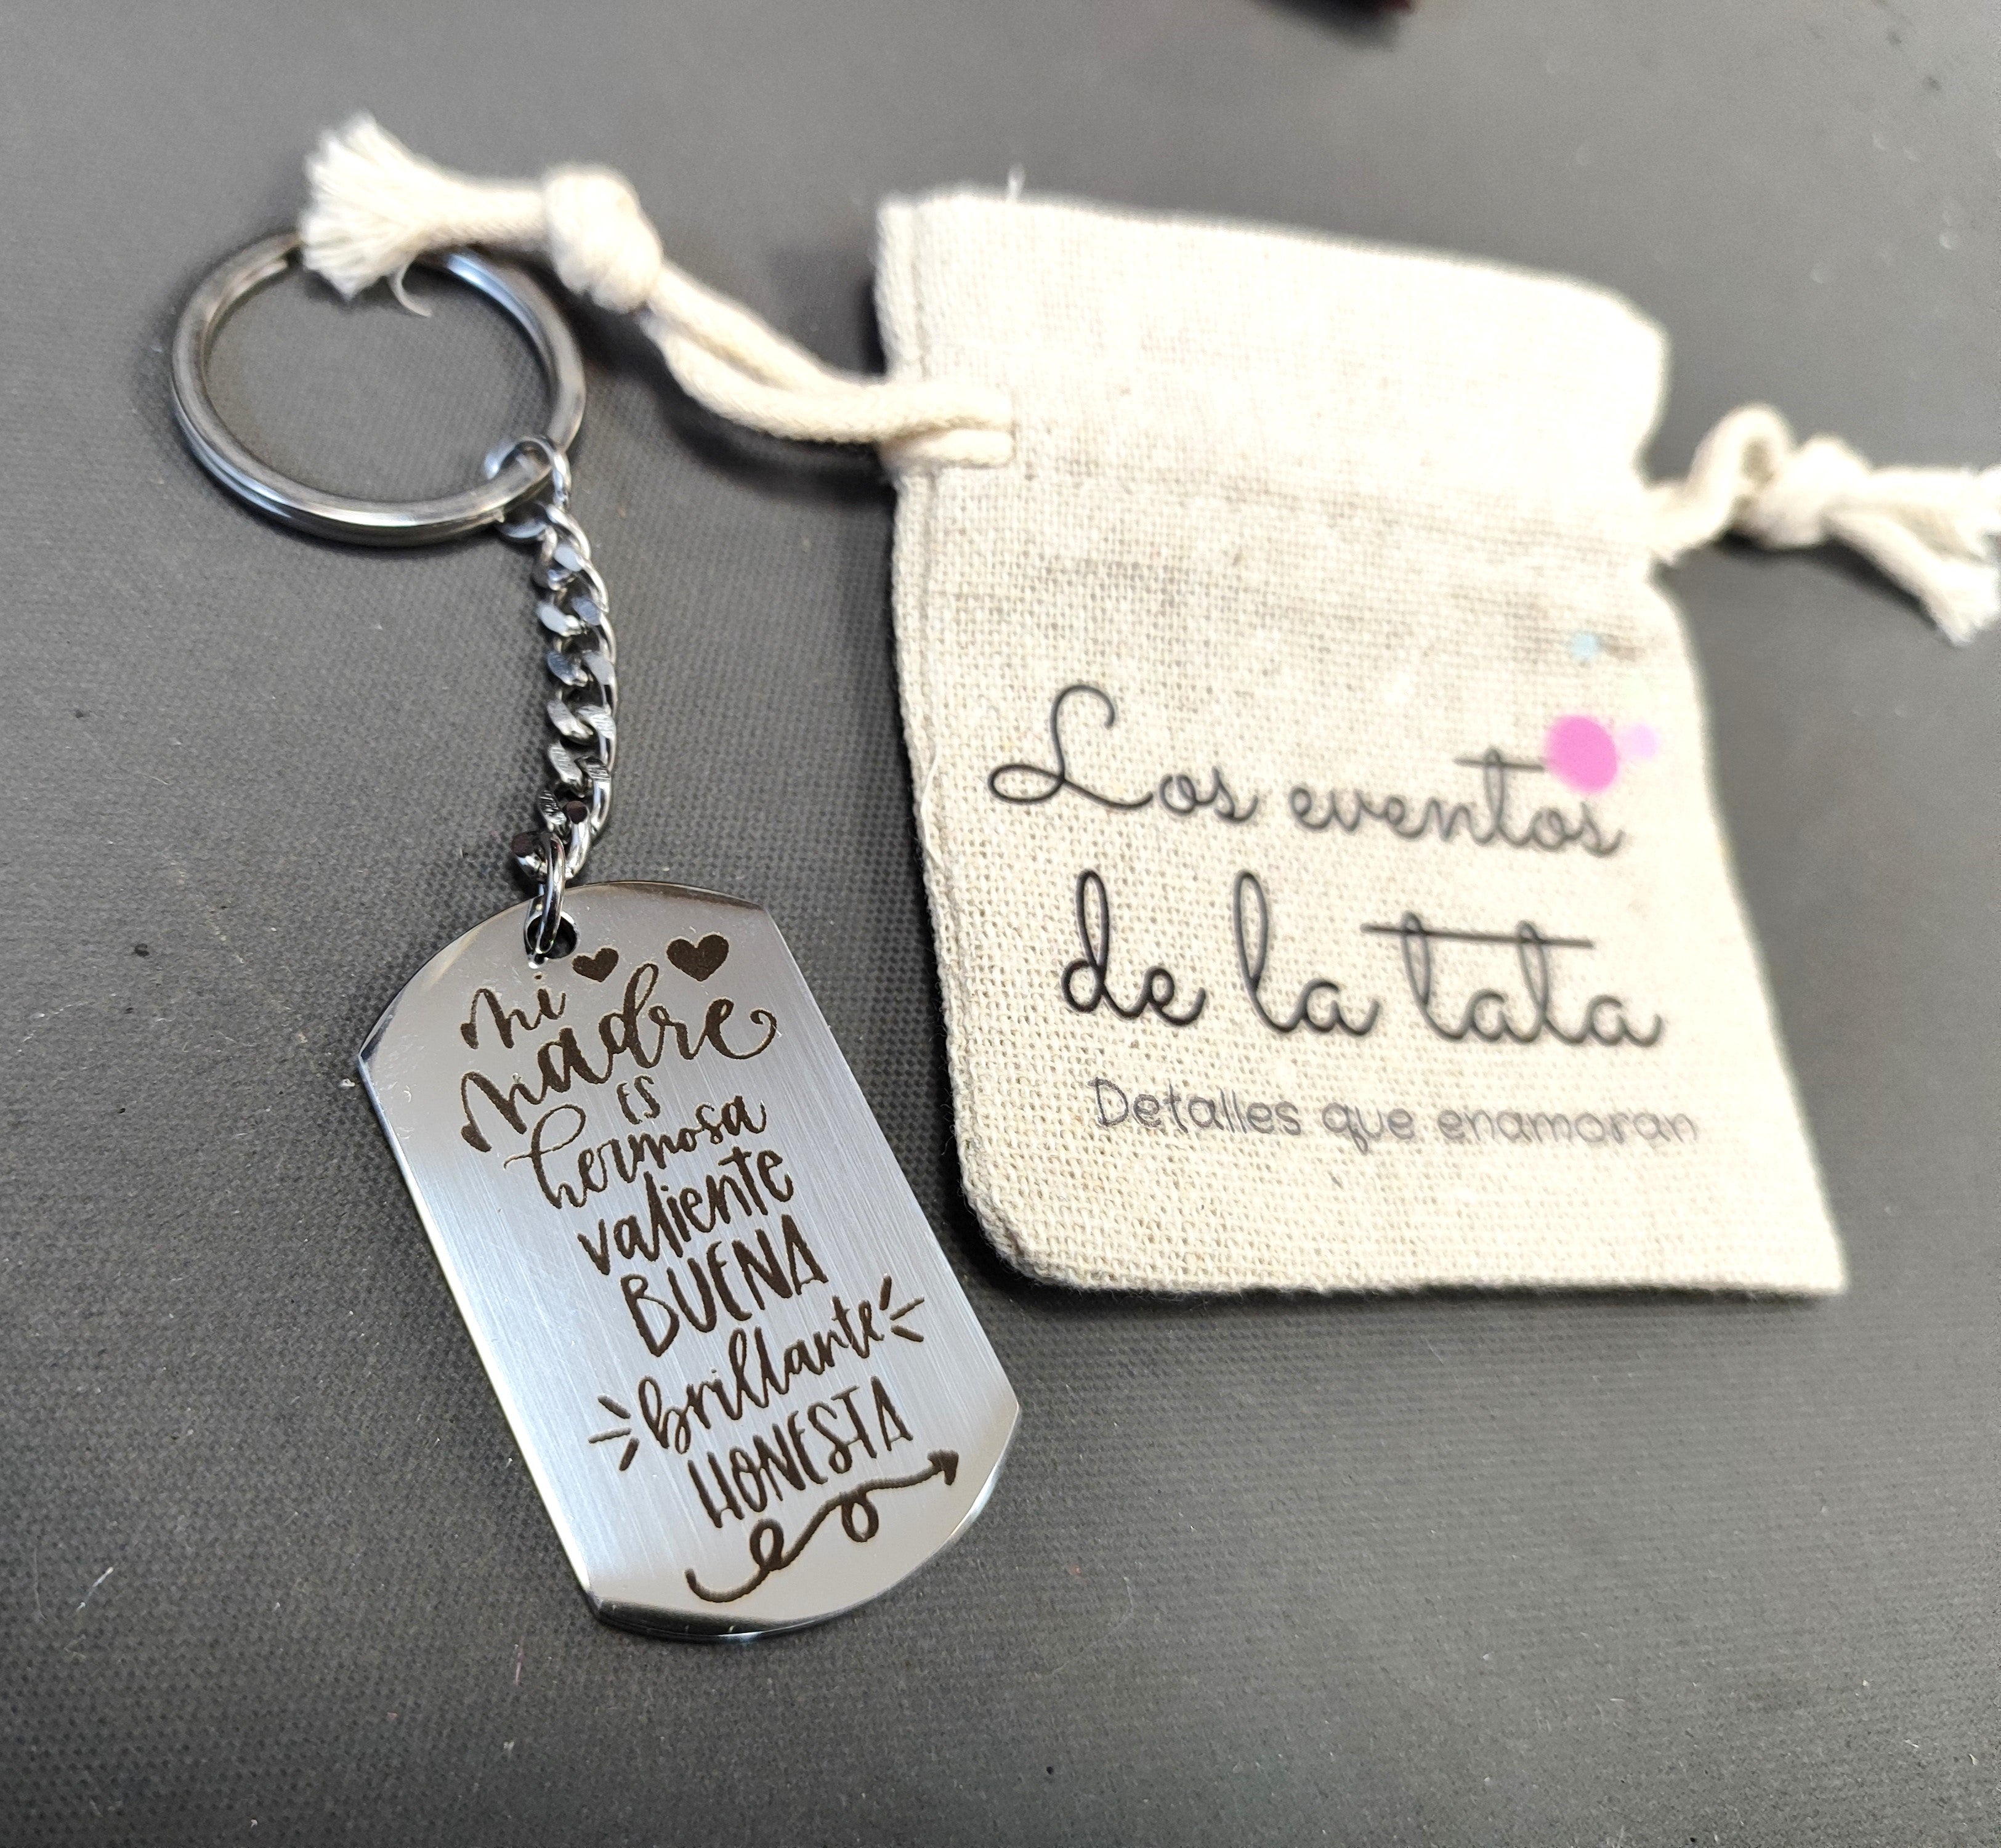 Mi
Madre
es
hermosa
valiente
BUENA
brillante
HONESTA
Los eventos
de la tata
Detalles que enamoran